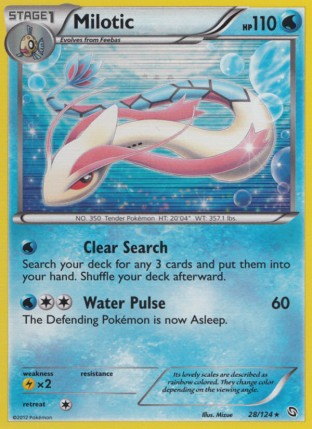 STAGE1
Milotic
HP110
Evolves from Feebas
NO. 350 Tender Pokémon HT: 20'04" WT: 357.1 lbs.
Clear Search
Search your deck for any 3 cards and put them into
your hand. Shuffle your deck afterward.
Water Pulse 60
The Defending Pokémon is now Asleep.
weakness resistance
×2
retreat
Its lovely scales are described as
rainbow colored. They change color
depending on the viewing angle.
©2012 Pokémon
Illus. Mizue
28/124